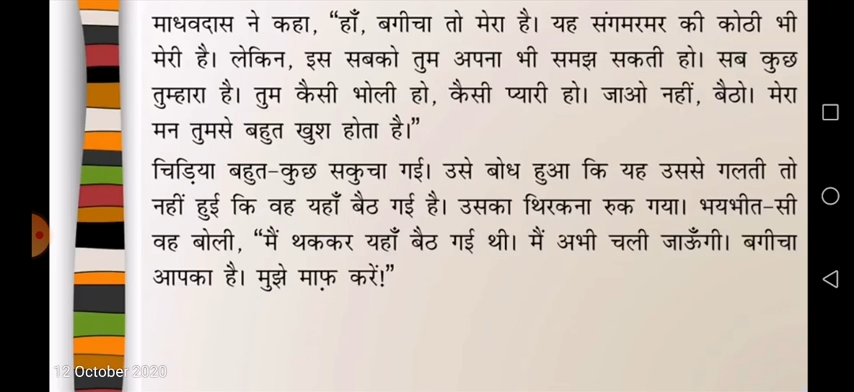 माधवदास ने कहा, “हाँ, बगीचा तो मेरा है। यह संगमरमर की कोठी भी
मेरी है। लेकिन, इस सबको तुम अपना भी समझ सकती हो। सब कुछ
तुम्हारा है। तुम कैसी भोली हो, कैसी प्यारी हो। जाओ नहीं, बैठो। मेरा
मन तुमसे बहुत खुश होता है।”
चिड़िया बहुत-कुछ सकुचा गई। उसे बोध हुआ कि यह उससे गलती तो
नहीं हुई कि वह यहाँ बैठ गई है। उसका थिरकना रुक गया। भयभीत-सी
वह बोली, “मैं थककर यहाँ बैठ गई थी। मैं अभी चली जाऊँगी। बगीचा
आपका है। मुझे माफ़ करें!”
12 October 2020